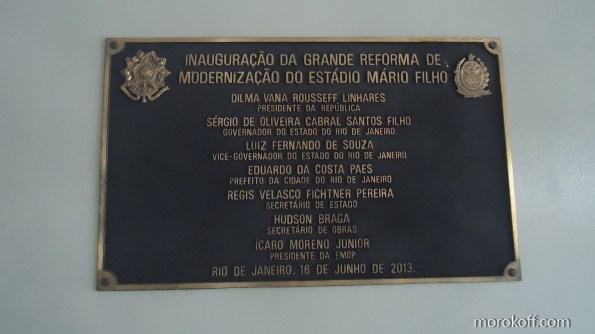 INAUGURAÇÃO DA GRANDE REFORMA DE
MODERNIZAÇÃO DO ESTÁDIO MÁRIO FILHO
DILMA VANA ROUSSEFF LINHARES
PRESIDENTE DA REPÚBLICA
SÉRGIO DE OLIVEIRA CABRAL SANTOS FILHO
GOVERNADOR DO ESTADO DO RIO DE JANEIRO
LUIZ FERNANDO DE SOUZA
VICE-GOVERNADOR DO ESTADO DO RIO DE JANEIRO
EDUARDO DA COSTA PAES
PREFEITO DA CIDADE DO RIO DE JANEIRO
REGIS VELASCO FICHTNER PEREIRA
SECRETÁRIO DE ESTADO
HUDSON BRAGA
SECRETÁRIO DE OBRAS
ÍCARO MORENO JUNIOR
PRESIDENTE DA EMOP
RIO DE JANEIRO, 16 DE JUNHO DE 2013.
morokoff.com